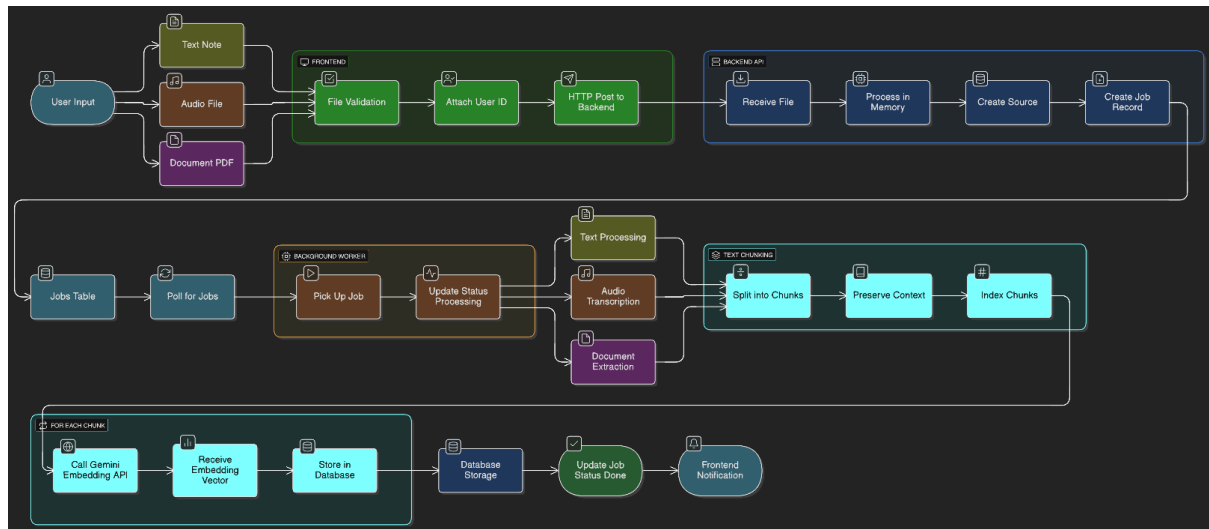 Text Note
FRONTEND
BACKEND API
User Input
Audio File
File Validation
Attach User ID
HTTP Post to
Backend
Receive File
Process in
Memory
Create Source
Create Job
Record
Document PDF
Text Processing
BACKGROUND WORKER
TEXT CHUNKING
Jobs Table
Poll for Jobs
Pick Up Job
Update Status
Processing
Audio
Transcription
Split into Chunks
Preserve Context
Index Chunks
Document
Extraction
FOR EACH CHUNK
Call Gemini
Embedding API
Receive
Embedding
Vector
Store in
Database
Database
Storage
Update Job
Status Done
Frontend
Notification